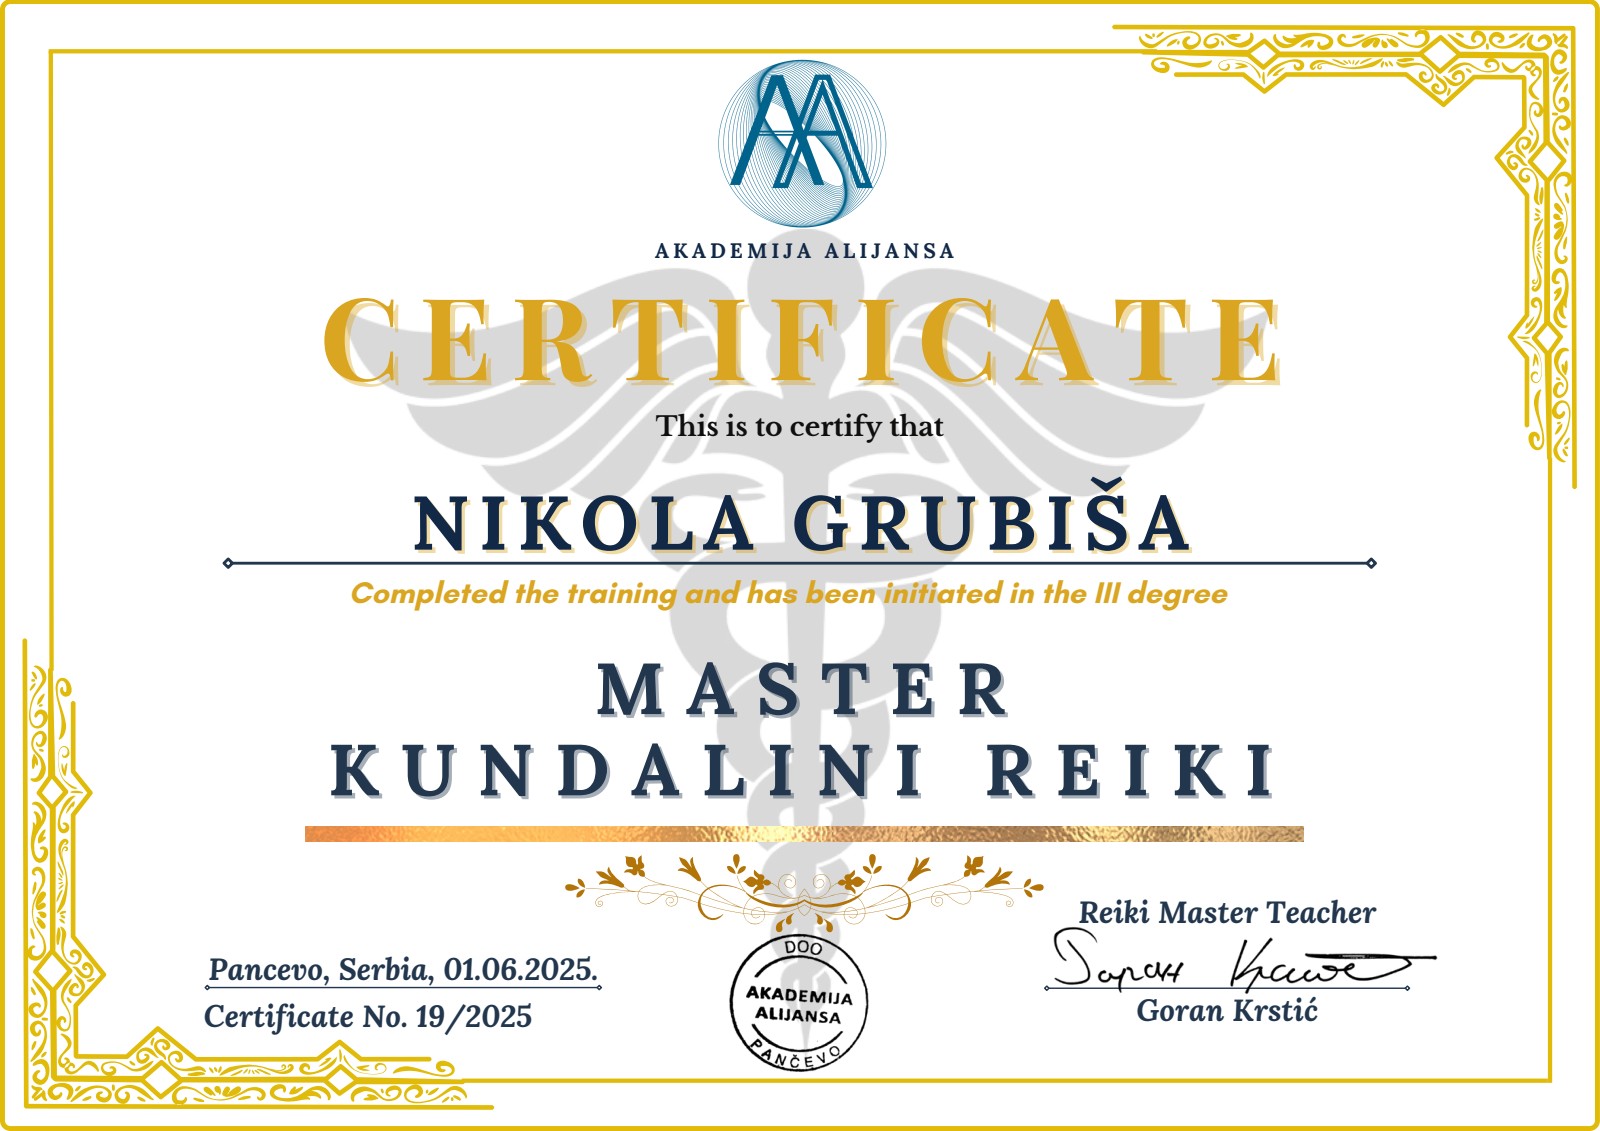 AA
AKADEMIJA ALIJANSA
CERTIFICATE
This is to certify that
NIKOLA GRUBIŠA
Completed the training and has been initiated in the III degree
MASTER
KUNDALINI REIKI
Reiki Master Teacher
Горан Крстић
Goran Krstić
Pancevo, Serbia, 01.06.2025.
Certificate No. 19/2025
DOO
AKADEMIJA
ALIJANSA
PANČEVO